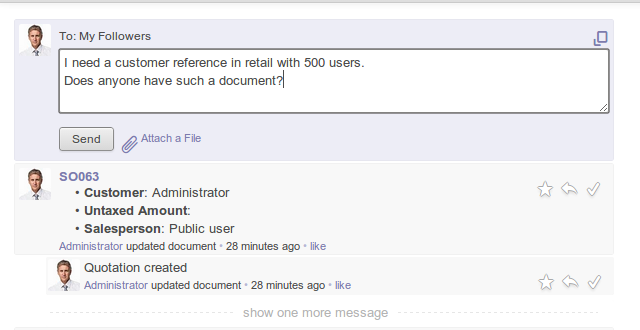 To: My Followers
I need a customer reference in retail with 500 users.
Does anyone have such a document?
Send Attach a File
SO063
• Customer: Administrator
• Untaxed Amount:
• Salesperson: Public user
Administrator updated document • 28 minutes ago • like
Quotation created
Administrator updated document • 28 minutes ago • like
show one more message